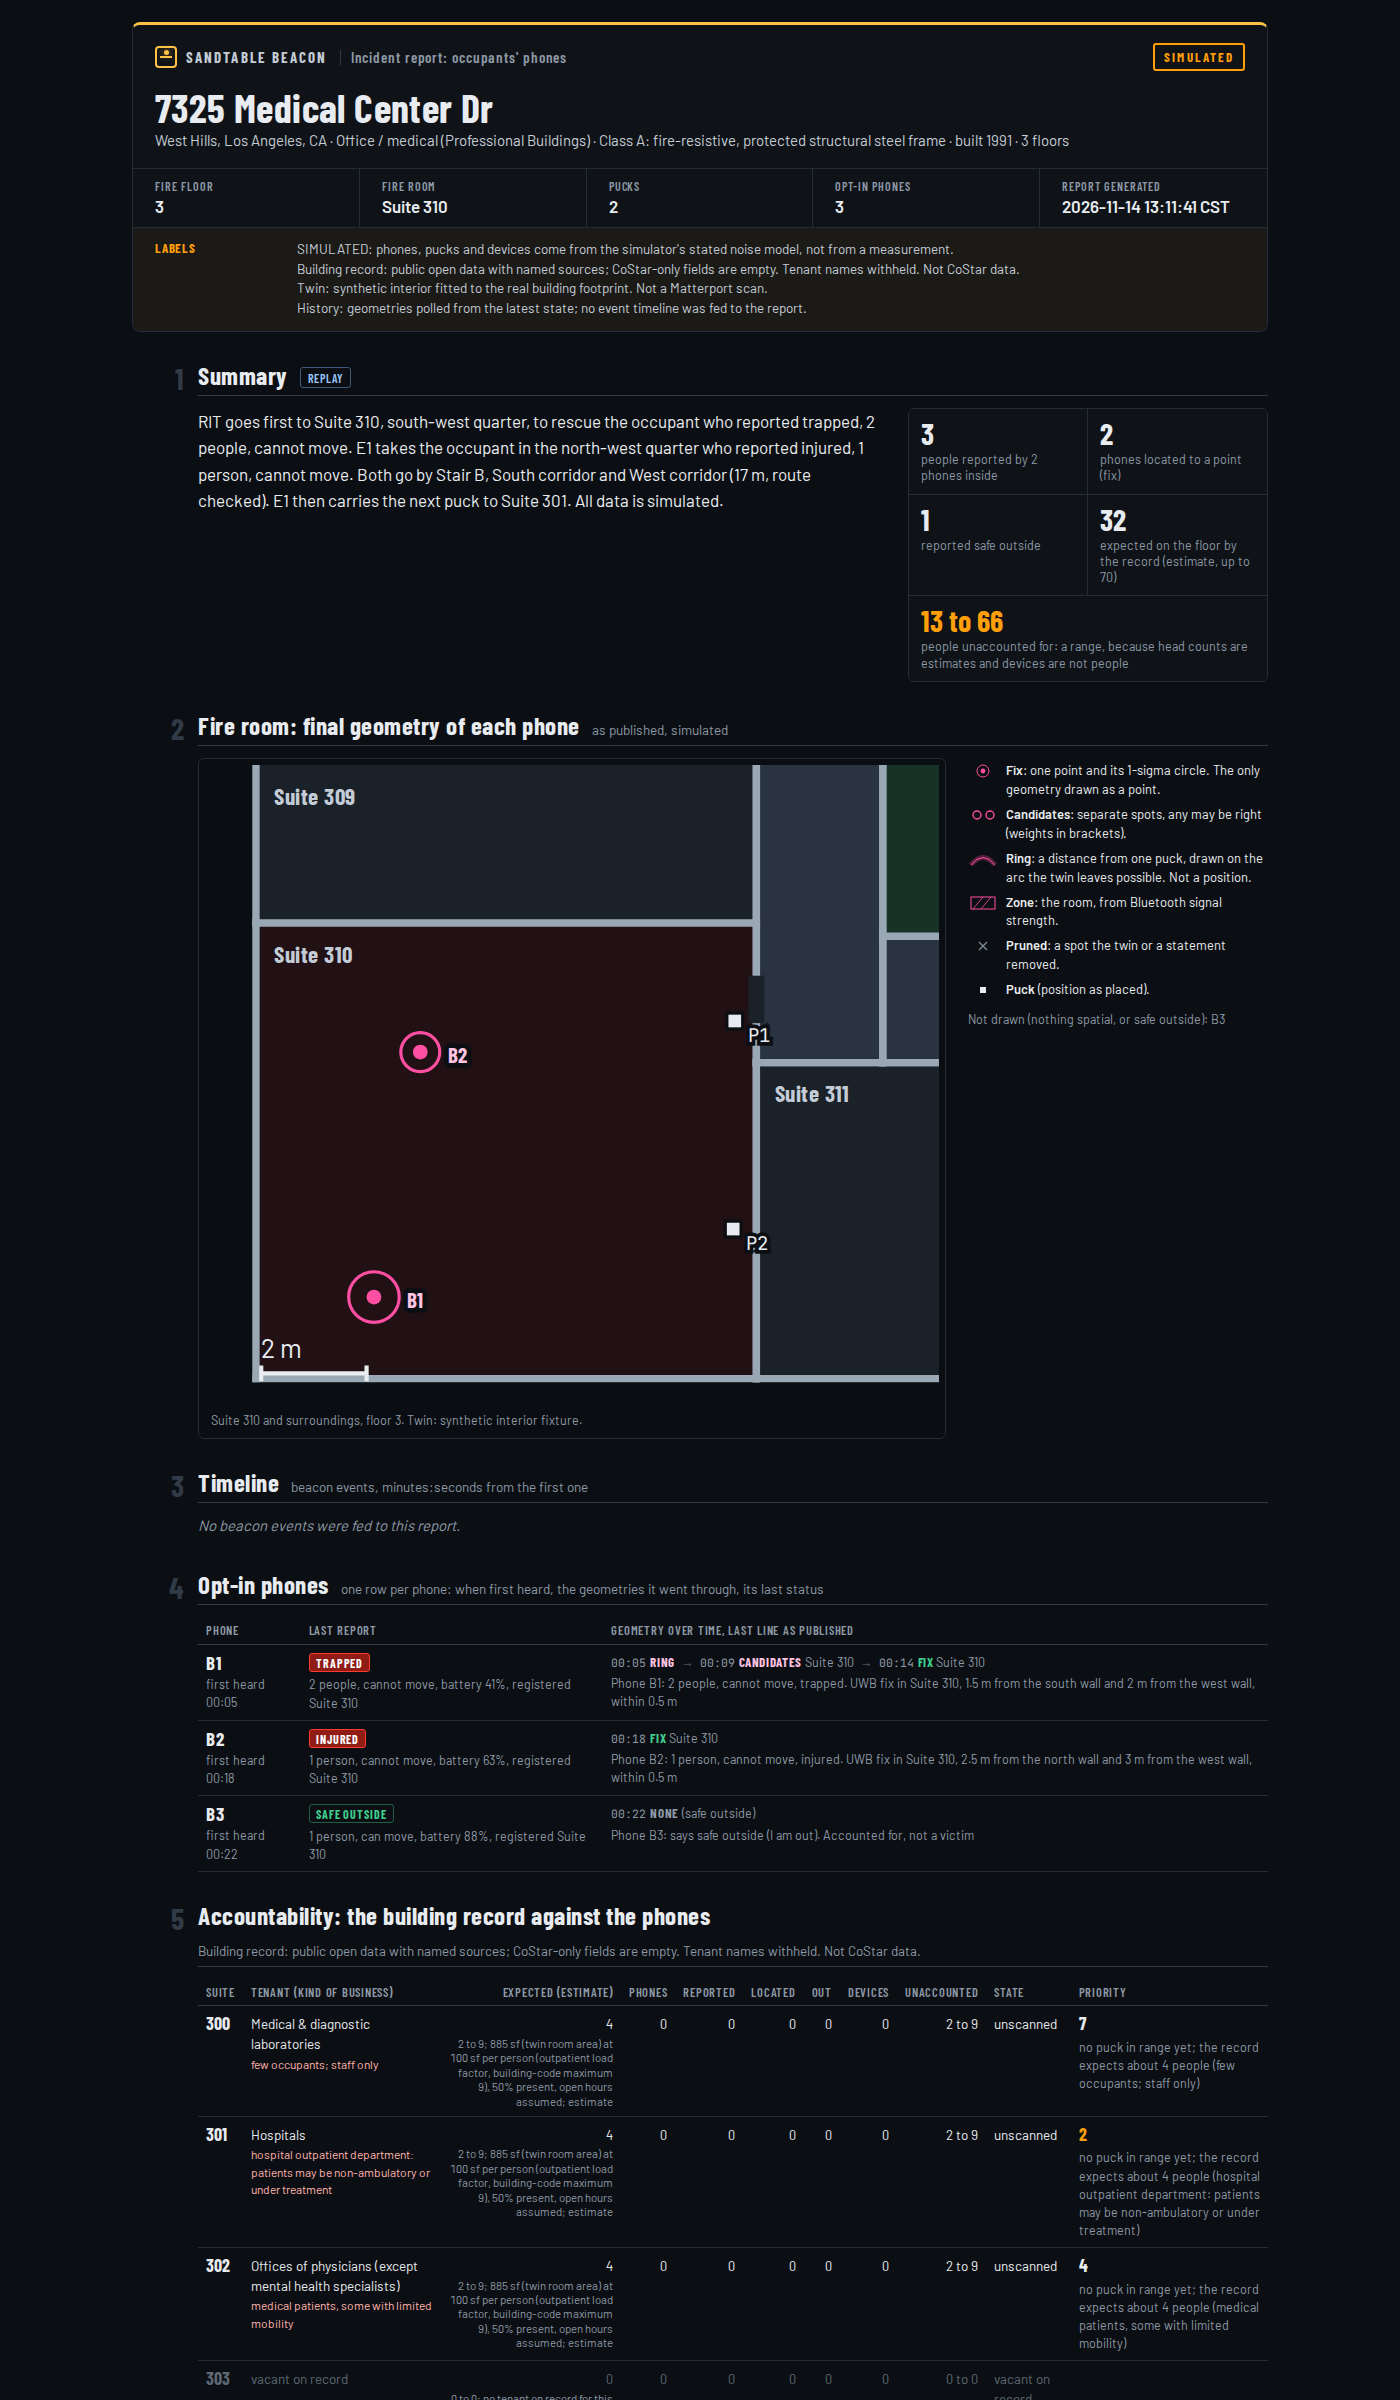 SANDTABLE BEACON
Incident report: occupants' phones
SIMULATED
7325 Medical Center Dr
West Hills, Los Angeles, CA · Office / medical (Professional Buildings) · Class A: fire-resistive, protected structural steel frame · built 1991 · 3 floors
FIRE FLOOR
3
FIRE ROOM
Suite 310
PUCKS
2
OPT-IN PHONES
3
REPORT GENERATED
2026-11-14 13:11:41 CST
LABELS
SIMULATED: phones, pucks and devices come from the simulator's stated noise model, not from a measurement.
Building record: public open data with named sources; CoStar-only fields are empty. Tenant names withheld. Not CoStar data.
Twin: synthetic interior fitted to the real building footprint. Not a Matterport scan.
History: geometries polled from the latest state; no event timeline was fed to the report.
1 Summary REPLAY
RIT goes first to Suite 310, south-west quarter, to rescue the occupant who reported trapped, 2
people, cannot move. E1 takes the occupant in the north-west quarter who reported injured, 1
person, cannot move. Both go by Stair B, South corridor and West corridor (17 m, route
checked). E1 then carries the next puck to Suite 301. All data is simulated.
3
people reported by 2
phones inside
2
phones located to a point
(fix)
1
reported safe outside
32
expected on the floor by
the record (estimate, up to
70)
13 to 66
people unaccounted for: a range, because head counts are
estimates and devices are not people
2 Fire room: final geometry of each phone as published, simulated
Suite 309
Suite 310
P1
B2
Suite 311
P2
B1
2 m
Suite 310 and surroundings, floor 3. Twin: synthetic interior fixture.
Fix: one point and its 1-sigma circle. The only
geometry drawn as a point.
Candidates: separate spots, any may be right
(weights in brackets).
Ring: a distance from one puck, drawn on the
arc the twin leaves possible. Not a position.
Zone: the room, from Bluetooth signal
strength.
Pruned: a spot the twin or a statement
removed.
Puck (position as placed).
Not drawn (nothing spatial, or safe outside): B3
3 Timeline beacon events, minutes:seconds from the first one
No beacon events were fed to this report.
4 Opt-in phones one row per phone: when first heard, the geometries it went through, its last status
PHONE LAST REPORT GEOMETRY OVER TIME, LAST LINE AS PUBLISHED
B1
first heard
00:05
TRAPPED
2 people, cannot move, battery 41%, registered
Suite 310
00:05 RING → 00:09 CANDIDATES Suite 310 → 00:14 FIX Suite 310
Phone B1: 2 people, cannot move, trapped. UWB fix in Suite 310, 1.5 m from the south wall and 2 m from the west wall,
within 0.5 m
B2
first heard
00:18
INJURED
1 person, cannot move, battery 63%, registered
Suite 310
00:18 FIX Suite 310
Phone B2: 1 person, cannot move, injured. UWB fix in Suite 310, 2.5 m from the north wall and 3 m from the west wall,
within 0.5 m
B3
first heard
00:22
SAFE OUTSIDE
1 person, can move, battery 88%, registered Suite
310
00:22 NONE (safe outside)
Phone B3: says safe outside (I am out). Accounted for, not a victim
5 Accountability: the building record against the phones
Building record: public open data with named sources; CoStar-only fields are empty. Tenant names withheld. Not CoStar data.
SUITE TENANT (KIND OF BUSINESS) EXPECTED (ESTIMATE) PHONES REPORTED LOCATED OUT DEVICES UNACCOUNTED STATE PRIORITY
300
Medical & diagnostic
laboratories
few occupants; staff only
4
2 to 9; 885 sf (twin room area) at
100 sf per person (outpatient load
factor, building-code maximum
9), 50% present, open hours
assumed; estimate
0 0 0 0 0 2 to 9 unscanned
7
no puck in range yet; the record
expects about 4 people (few
occupants; staff only)
301
Hospitals
hospital outpatient department:
patients may be non-ambulatory or
under treatment
4
2 to 9; 885 sf (twin room area) at
100 sf per person (outpatient load
factor, building-code maximum
9), 50% present, open hours
assumed; estimate
0 0 0 0 0 2 to 9 unscanned
2
no puck in range yet; the record
expects about 4 people (hospital
outpatient department: patients
may be non-ambulatory or under
treatment)
302
Offices of physicians (except
mental health specialists)
medical patients, some with limited
mobility
4
2 to 9; 885 sf (twin room area) at
100 sf per person (outpatient load
factor, building-code maximum
9), 50% present, open hours
assumed; estimate
0 0 0 0 0 2 to 9 unscanned
4
no puck in range yet; the record
expects about 4 people (medical
patients, some with limited
mobility)
303
vacant on record
0
0 to 0; no tenant on record for this
0 0 0 0 0 0 to 0 vacant on
record